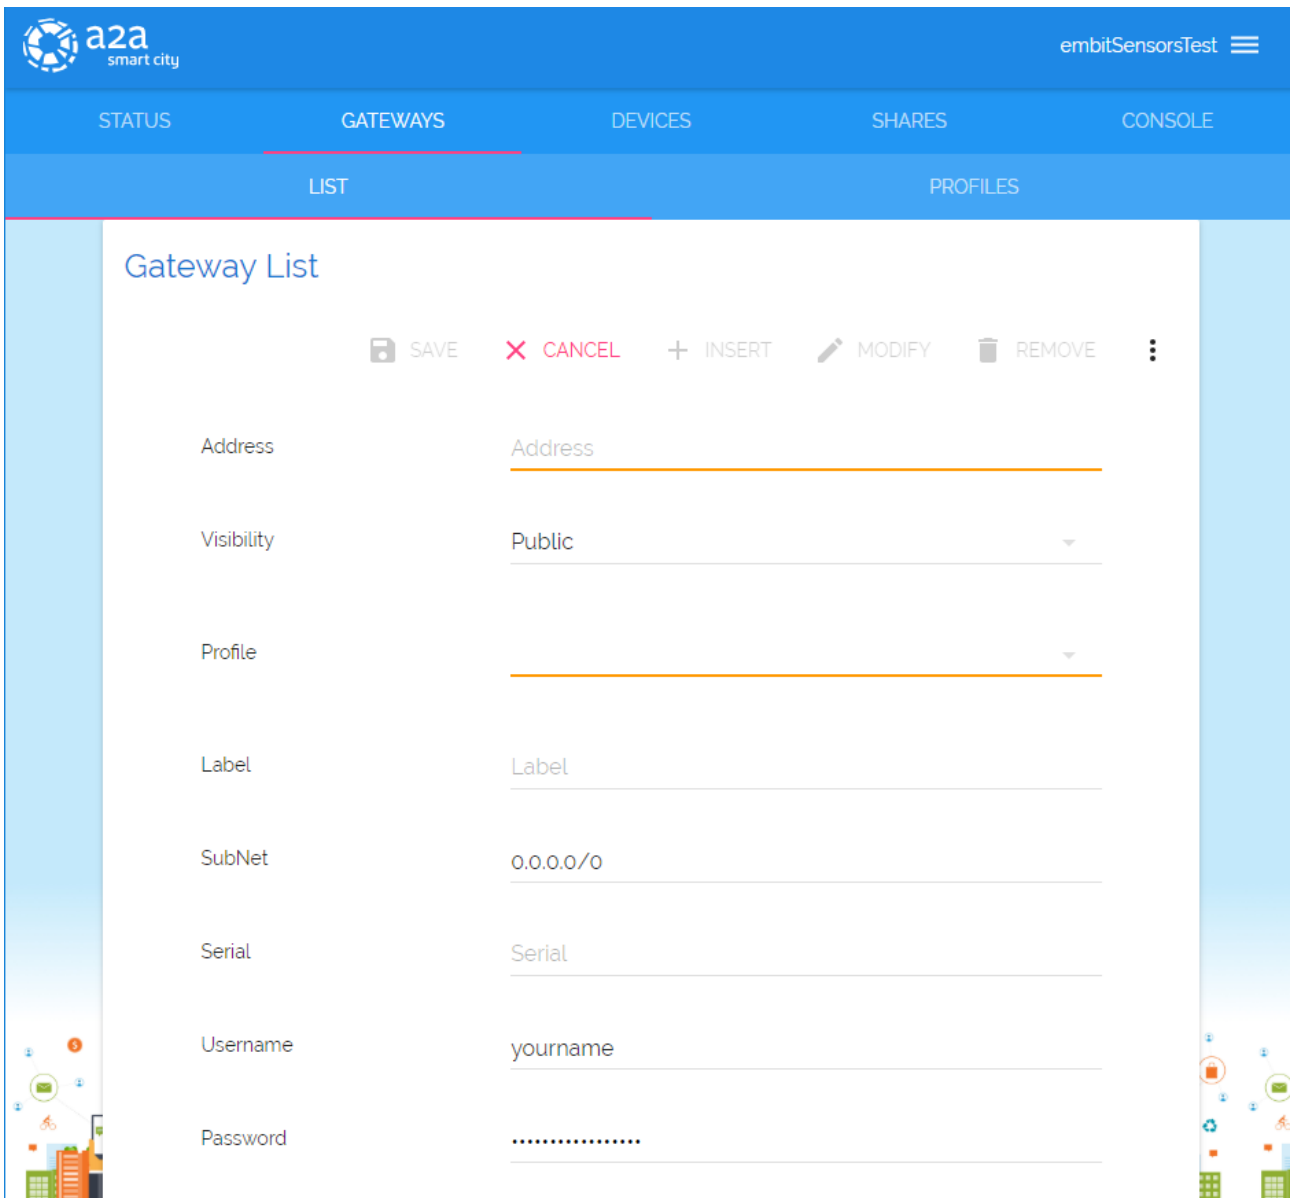 a2a
smart city
embitSensorsTest
STATUS GATEWAYS DEVICES SHARES CONSOLE
LIST PROFILES
Gateway List
SAVE CANCEL INSERT MODIFY REMOVE
Address Address
Visibility Public
Profile
Label Label
SubNet 0.0.0.0/0
Serial Serial
Username yourname
Password •••••••••••••••••